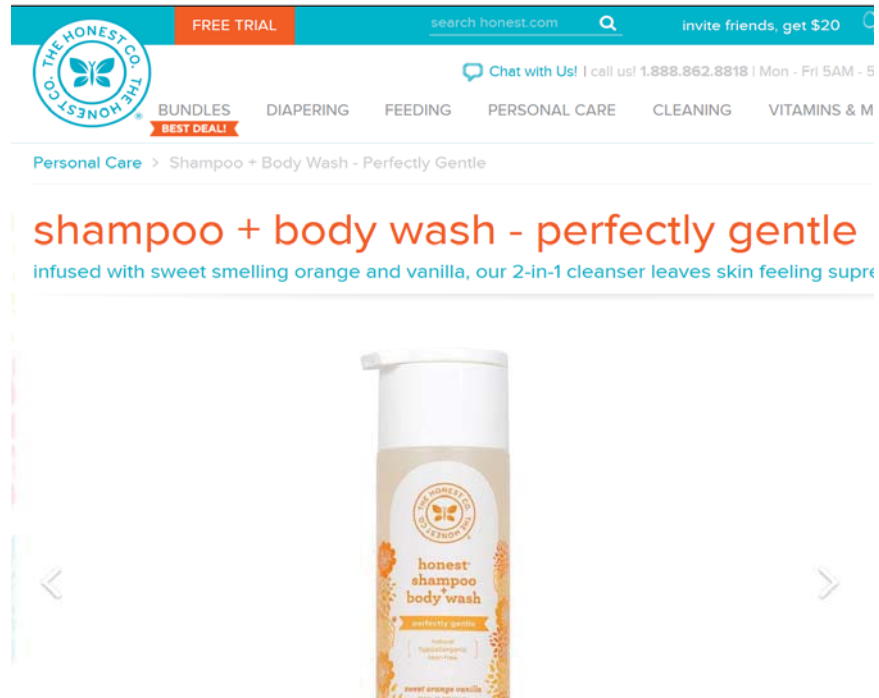 FREE TRIAL
search honest.com
invite friends, get $20
THE HONEST CO. THE HONEST CO.
Chat with Us! | call us! 1.888.862.8818 | Mon - Fri 5AM - 5
BUNDLES DIAPERING FEEDING PERSONAL CARE CLEANING VITAMINS & M
BEST DEAL!
Personal Care > Shampoo + Body Wash - Perfectly Gentle
shampoo + body wash - perfectly gentle
infused with sweet smelling orange and vanilla, our 2-in-1 cleanser leaves skin feeling supre
THE HONEST CO. THE HONEST CO.
honest
shampoo
+
body wash
perfectly gentle
natural
hypoallergenic
tear-free
sweet orange vanilla